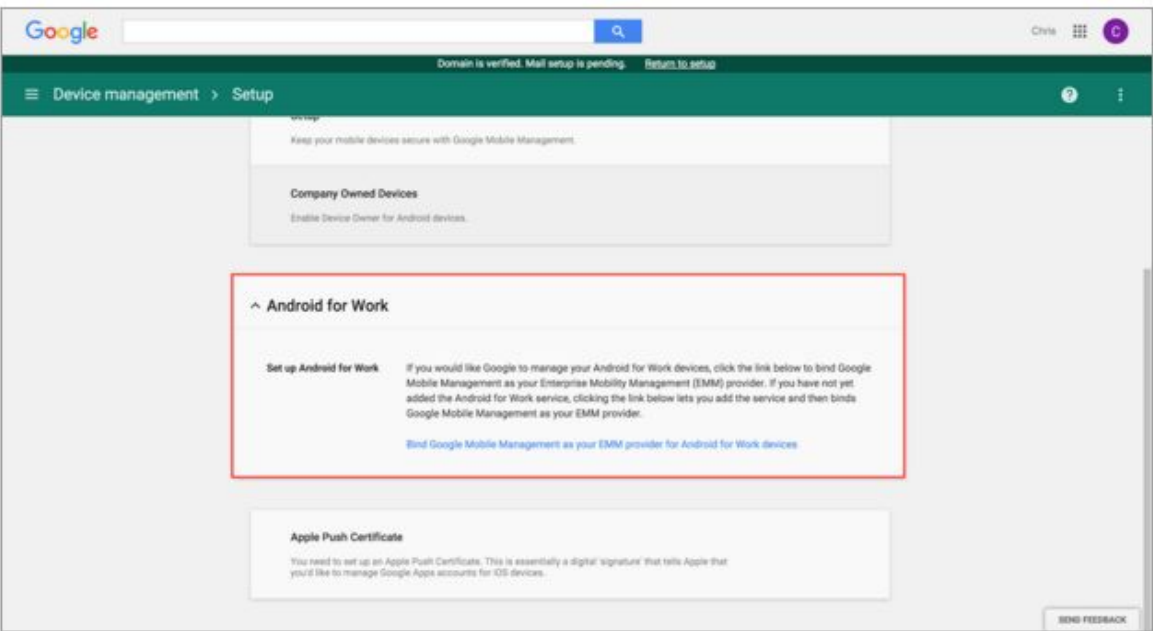 Google
Chris
C
Domain is verified. Mail setup is pending. Return to setup
Device management > Setup
Setup
Keep your mobile devices secure with Google Mobile Management.
Company Owned Devices
Enable Device Owner for Android devices.
Android for Work
Set up Android for Work
If you would like Google to manage your Android for Work devices, click the link below to bind Google
Mobile Management as your Enterprise Mobility Management (EMM) provider. If you have not yet
added the Android for Work service, clicking the link below lets you add the service and then binds
Google Mobile Management as your EMM provider.
Bind Google Mobile Management as your EMM provider for Android for Work devices
Apple Push Certificate
You need to set up an Apple Push Certificate. This is essentially a digital 'signature' that tells Apple that
you'd like to manage Google Apps accounts for iOS devices.
SEND FEEDBACK